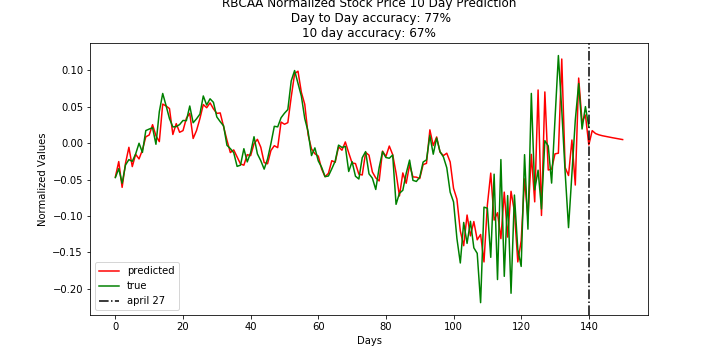 RBCAA Normalized Stock Price 10 Day Prediction
Day to Day accuracy: 77%
10 day accuracy: 67%
0.10
0.05
0.00
−0.05
−0.10
−0.15
−0.20
Normalized Values
predicted
true
april 27
0 20 40 60 80 100 120 140
Days